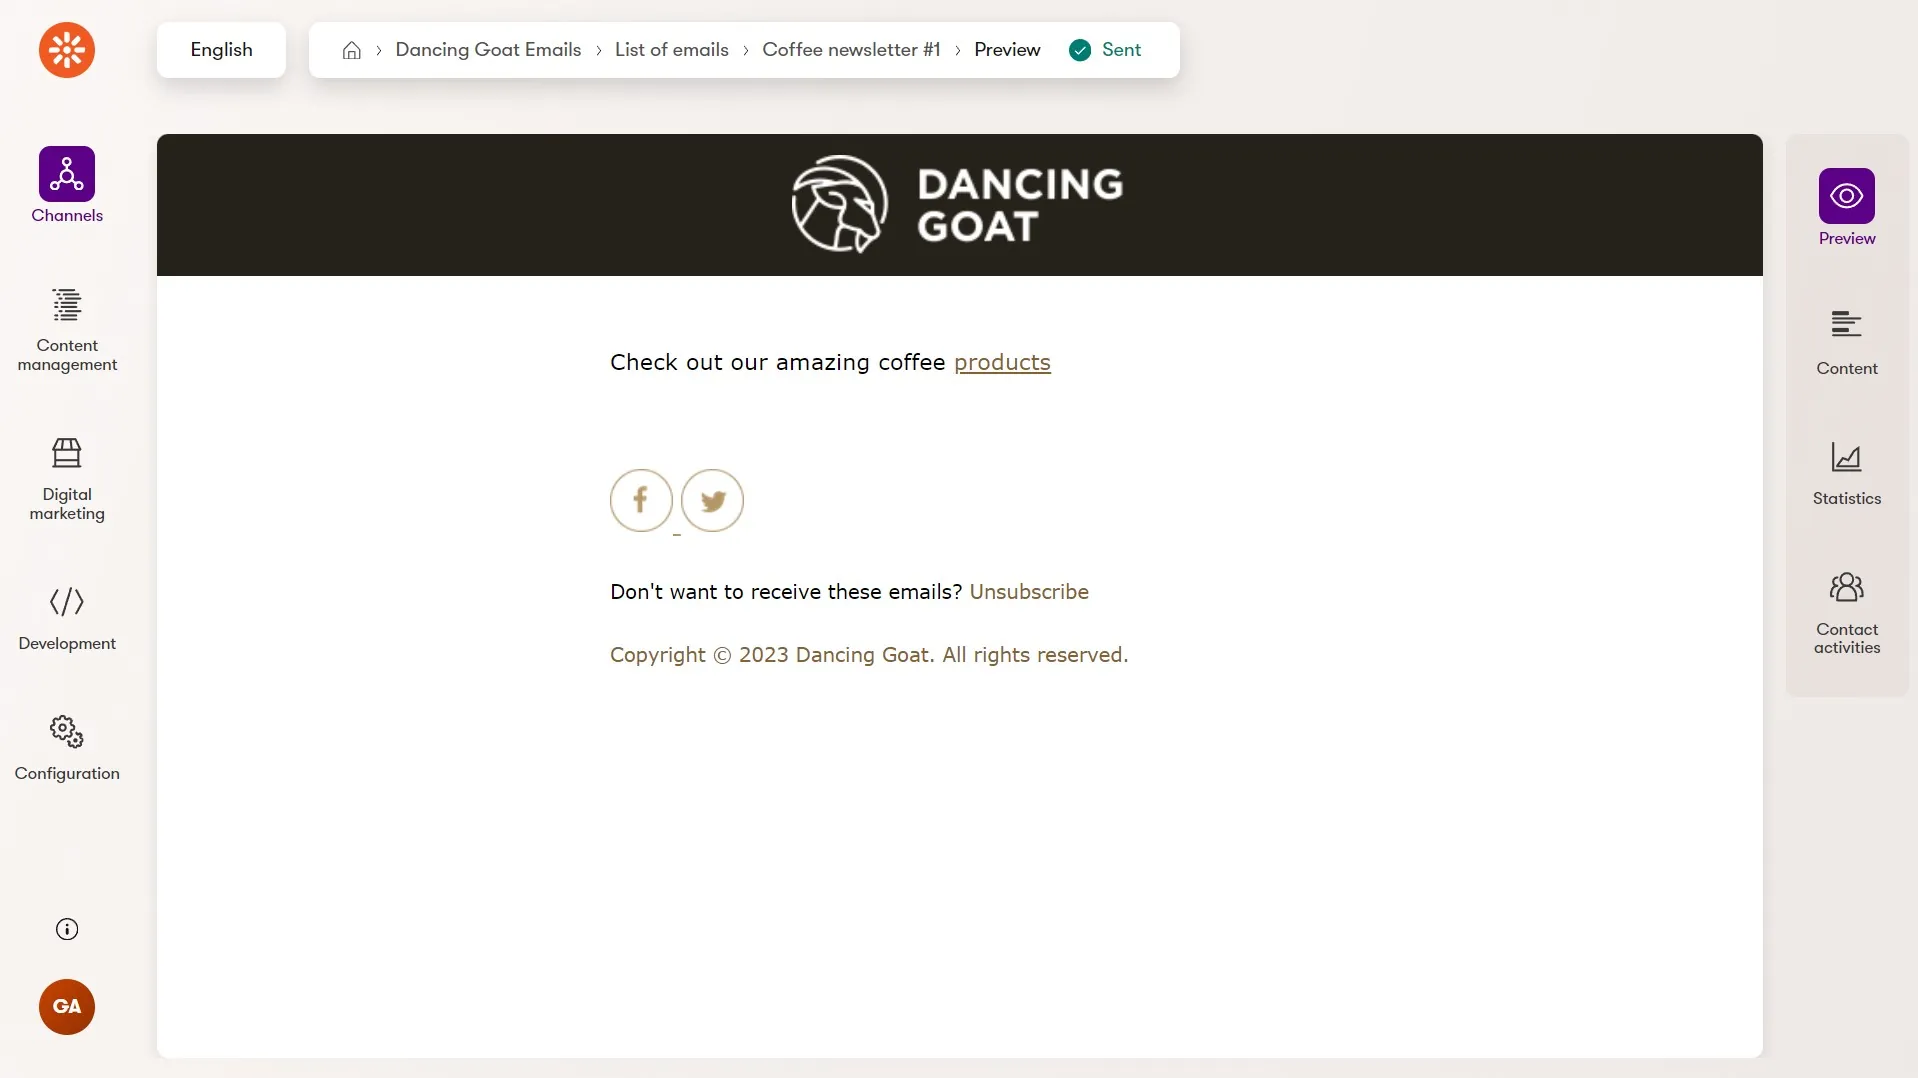 English
Dancing Goat Emails > List of emails > Coffee newsletter #1 > Preview Sent
Channels
Content
management
Digital
marketing
Development
Configuration
GA
DANCING
GOAT
Check out our amazing coffee products
Don't want to receive these emails? Unsubscribe
Copyright © 2023 Dancing Goat. All rights reserved.
Preview
Content
Statistics
Contact
activities